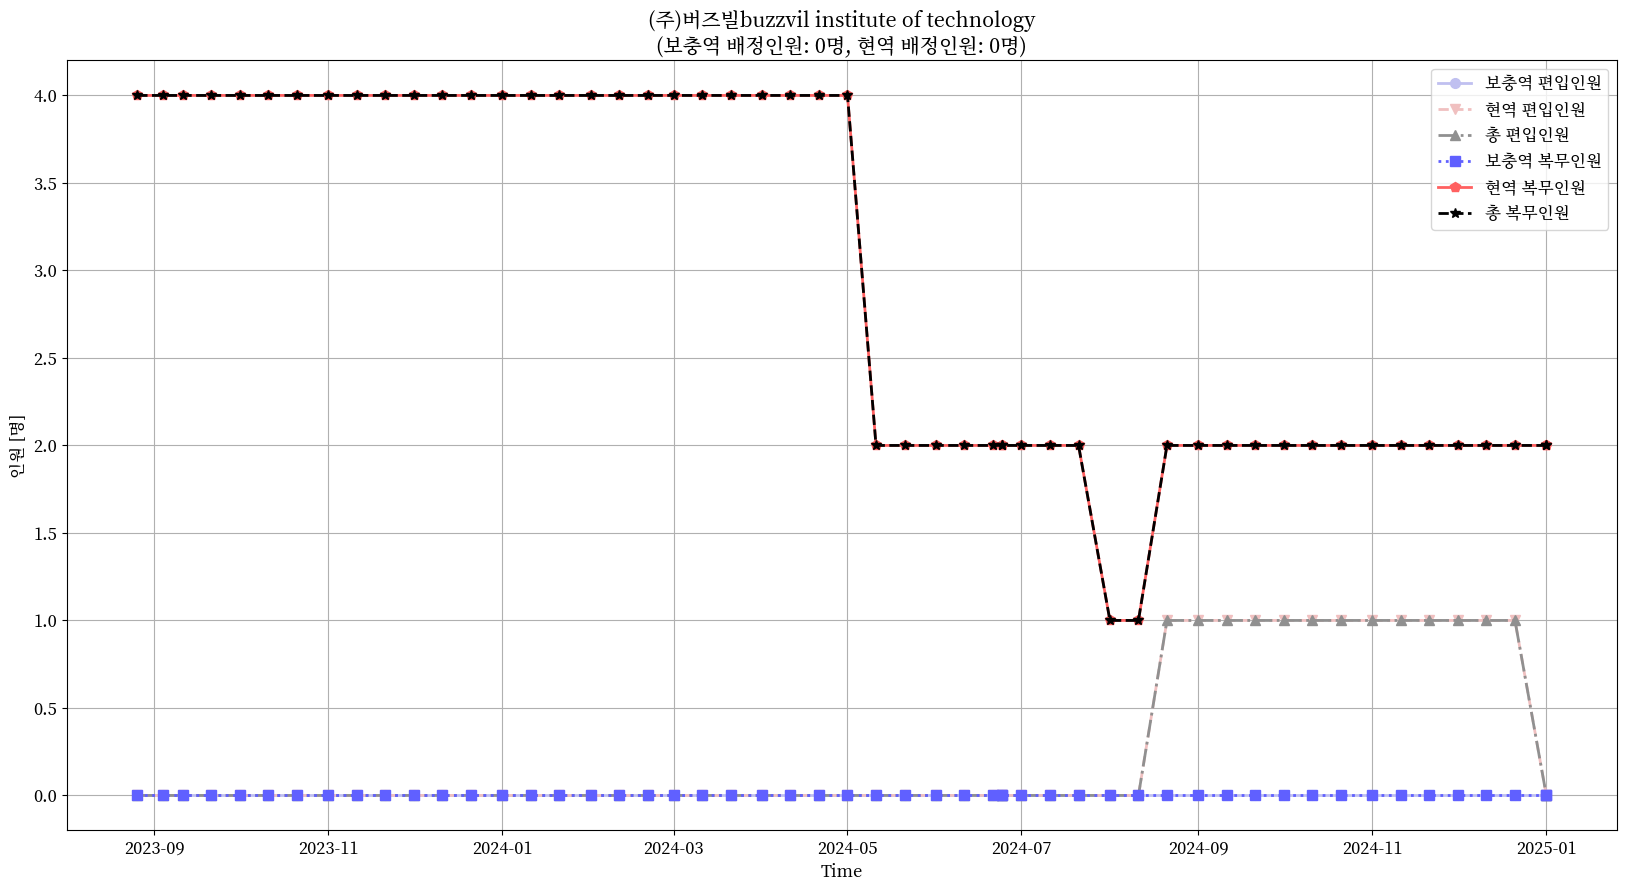 (주)버즈빌buzzvil institute of technology
(보충역 배정인원: 0명, 현역 배정인원: 0명)
보충역 편입인원
현역 편입인원
총 편입인원
보충역 복무인원
현역 복무인원
총 복무인원
인원 [명]
4.0
3.5
3.0
2.5
2.0
1.5
1.0
0.5
0.0
2023-09
2023-11
2024-01
2024-03
2024-05
2024-07
2024-09
2024-11
2025-01
Time